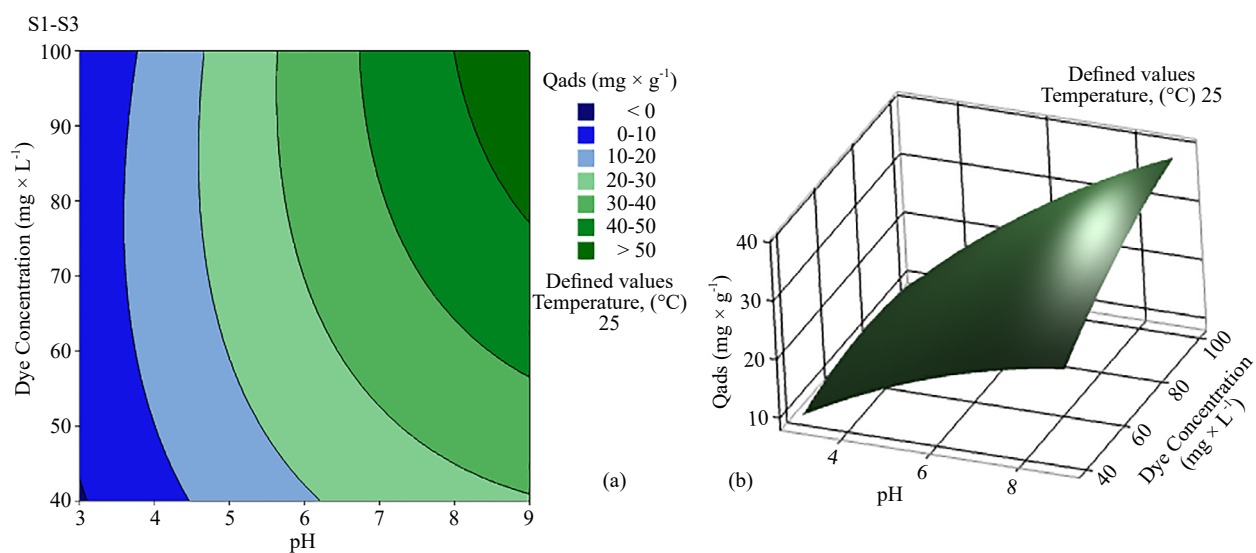 S1-S3
100
90
80
70
60
50
40
3
4
5
6
7
8
9
Dye Concentration (mg × L⁻¹)
pH
Qads (mg × g⁻¹)
< 0
0-10
10-20
20-30
30-40
40-50
> 50
Defined values
Temperature, (°C)
25
(a)
Defined values
Temperature, (°C) 25
40
30
20
10
Qads (mg × g⁻¹)
4
6
8
pH
40
60
80
100
Dye Concentration
(mg × L⁻¹)
(b)